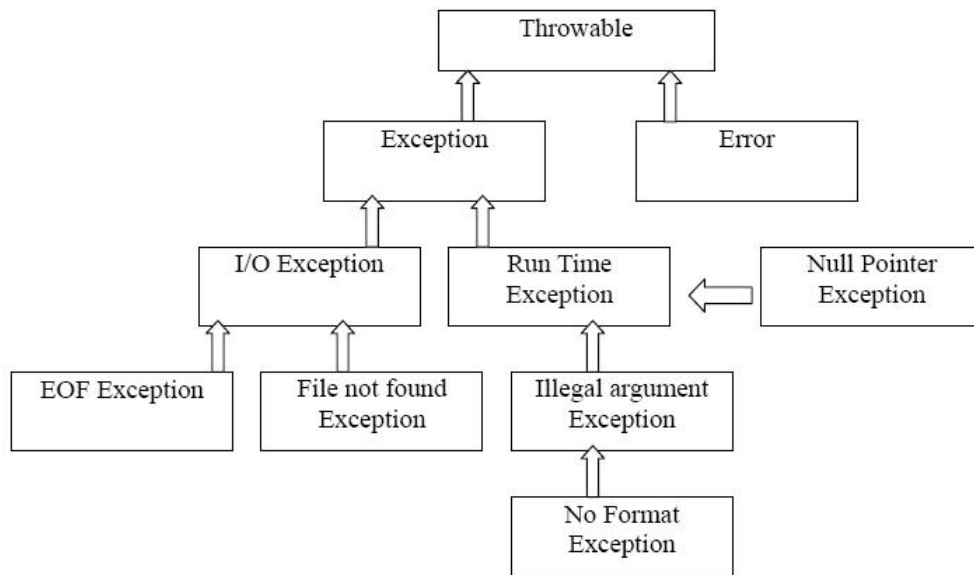 Throwable
Exception
Error
I/O Exception
Run Time
Exception
Null Pointer
Exception
EOF Exception
File not found
Exception
Illegal argument
Exception
No Format
Exception